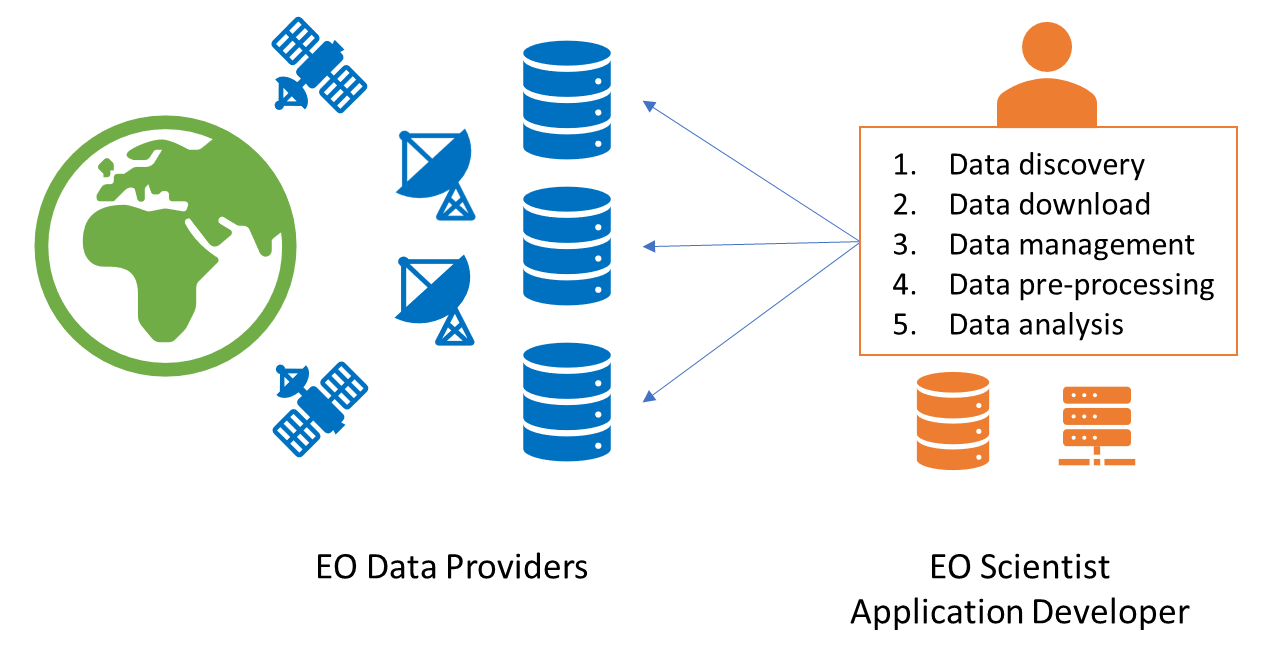 1. Data discovery
2. Data download
3. Data management
4. Data pre-processing
5. Data analysis
EO Data Providers
EO Scientist
Application Developer